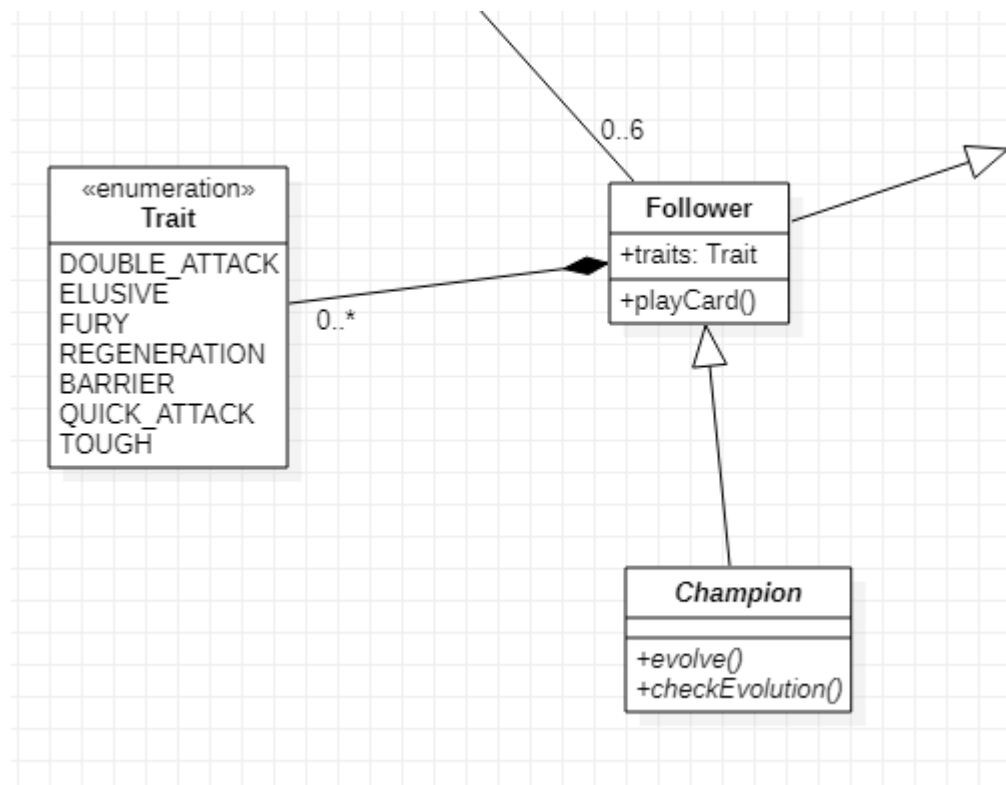 0..6
«enumeration»
Trait
DOUBLE_ATTACK
ELUSIVE
FURY
REGENERATION
BARRIER
QUICK_ATTACK
TOUGH
0..*
Follower
+traits: Trait
+playCard()
Champion
+evolve()
+checkEvolution()